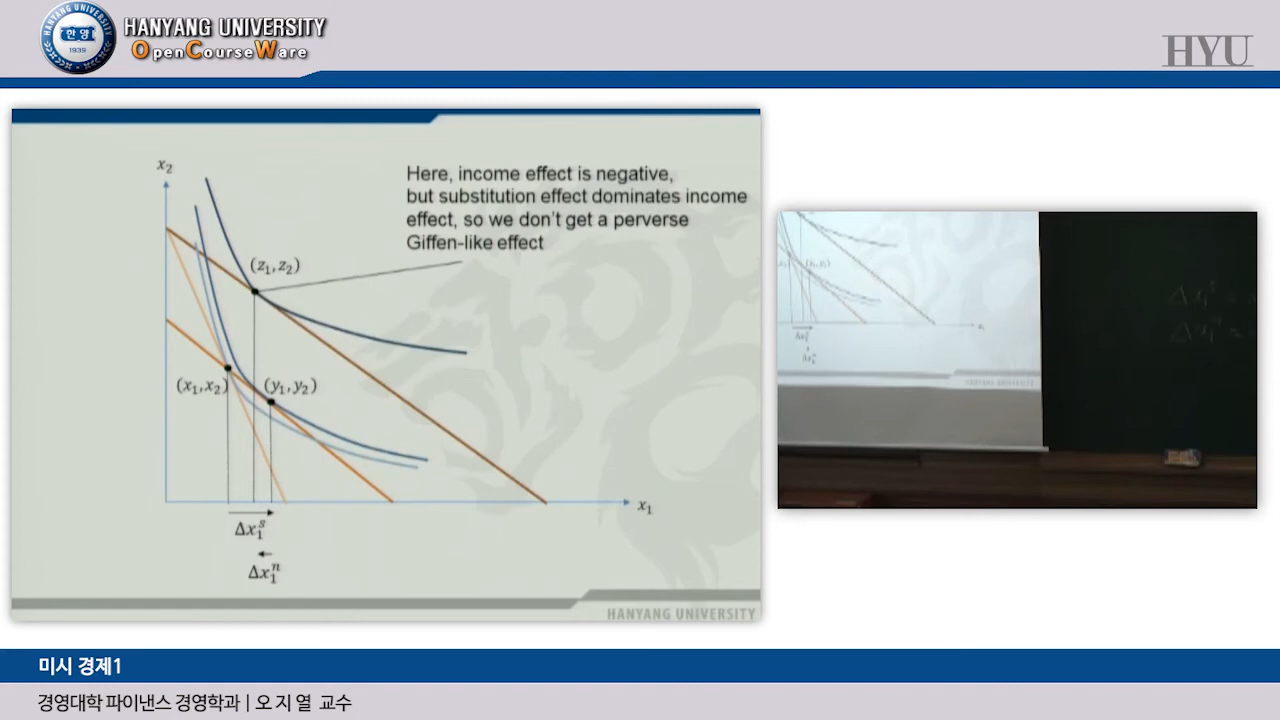 HANYANG UNIVERSITY
OpenCourseWare
한양
1939
HYU
x₂
Here, income effect is negative,
but substitution effect dominates income
effect, so we don't get a perverse
Giffen-like effect
(z₁,z₂)
(x₁,x₂)
(y₁,y₂)
x₁
Δx₁ˢ
Δx₁ⁿ
HANYANG UNIVERSITY
미시 경제1
경영대학 파이낸스 경영학과 | 오 지 열 교수